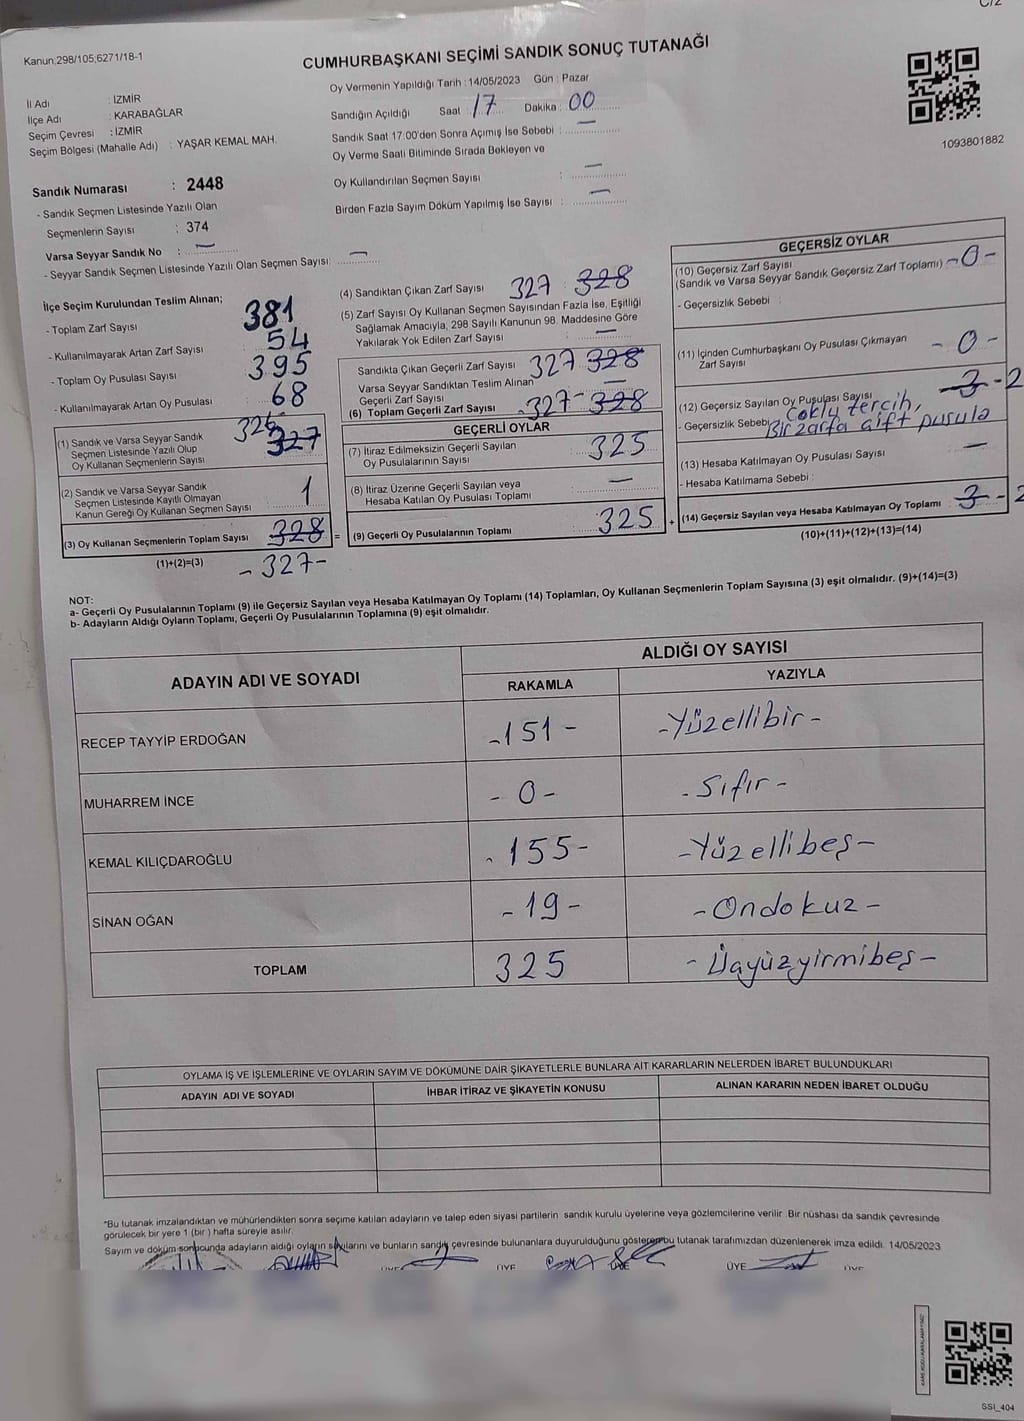 C/2
Kanun;298/105;6271/18-1
CUMHURBAŞKANI SEÇİMİ SANDIK SONUÇ TUTANAĞI
Oy Vermenin Yapıldığı Tarih : 14/05/2023 Gün : Pazar
İl Adı : İZMİR
İlçe Adı : KARABAĞLAR
Seçim Çevresi : İZMİR
Seçim Bölgesi (Mahalle Adı) : YAŞAR KEMAL MAH.
Sandığın Açıldığı Saat : 17 Dakika : 00
Sandık Saat 17:00'den Sonra Açımış İse Sebebi : —
Oy Verme Saati Bitiminde Sırada Bekleyen ve
Oy Kullandırılan Seçmen Sayısı : —
Birden Fazla Sayım Döküm Yapılmış İse Sayısı : —
1093801882
Sandık Numarası : 2448
- Sandık Seçmen Listesinde Yazılı Olan
Seçmenlerin Sayısı : 374
Varsa Seyyar Sandık No : —
- Seyyar Sandık Seçmen Listesinde Yazılı Olan Seçmen Sayısı: —
İlçe Seçim Kurulundan Teslim Alınan;
- Toplam Zarf Sayısı 381
- Kullanılmayarak Artan Zarf Sayısı : 54
- Toplam Oy Pusulası Sayısı 395
- Kullanılmayarak Artan Oy Pusulası : 68
(1) Sandık ve Varsa Seyyar Sandık
Seçmen Listesinde Yazılı Olup
Oy Kullanan Seçmenlerin Sayısı 326 327
(2) Sandık ve Varsa Seyyar Sandık
Seçmen Listesinde Kayıtlı Olmayan
Kanun Gereği Oy Kullanan Seçmen Sayısı 1
(3) Oy Kullanan Seçmenlerin Toplam Sayısı 328
(1)+(2)=(3) - 327 -
(4) Sandıktan Çıkan Zarf Sayısı : 327 328
(5) Zarf Sayısı Oy Kullanan Seçmen Sayısından Fazla İse, Eşitliği
Sağlamak Amacıyla, 298 Sayılı Kanunun 98. Maddesine Göre
Yakılarak Yok Edilen Zarf Sayısı : —
Sandıkta Çıkan Geçerli Zarf Sayısı : 327 328
Varsa Seyyar Sandıktan Teslim Alınan
Geçerli Zarf Sayısı —
(6) Toplam Geçerli Zarf Sayısı - 327 - 328
GEÇERLİ OYLAR
(7) İtiraz Edilmeksizin Geçerli Sayılan
Oy Pusulalarının Sayısı : 325
(8) İtiraz Üzerine Geçerli Sayılan veya
Hesaba Katılan Oy Pusulası Toplamı : —
= (9) Geçerli Oy Pusulalarının Toplamı : 325
GEÇERSİZ OYLAR
(10) Geçersiz Zarf Sayısı
(Sandık ve Varsa Seyyar Sandık Geçersiz Zarf Toplamı) - 0 -
- Geçersizlik Sebebi :
(11) İçinden Cumhurbaşkanı Oy Pusulası Çıkmayan
Zarf Sayısı - 0 -
(12) Geçersiz Sayılan Oy Pusulası Sayısı 3 - 2
- Geçersizlik Sebebi Çoklu tercih,
Bir zarfa çift pusula
(13) Hesaba Katılmayan Oy Pusulası Sayısı —
- Hesaba Katılmama Sebebi :
+ (14) Geçersiz Sayılan veya Hesaba Katılmayan Oy Toplamı : 3 - 2
(10)+(11)+(12)+(13)=(14)
NOT:
a- Geçerli Oy Pusulalarının Toplamı (9) ile Geçersiz Sayılan veya Hesaba Katılmayan Oy Toplamı (14) Toplamları, Oy Kullanan Seçmenlerin Toplam Sayısına (3) eşit olmalıdır. (9)+(14)=(3)
b- Adayların Aldığı Oyların Toplamı, Geçerli Oy Pusulalarının Toplamına (9) eşit olmalıdır.
ADAYIN ADI VE SOYADI
ALDIĞI OY SAYISI
RAKAMLA YAZIYLA
RECEP TAYYİP ERDOĞAN - 151 - - Yüzellibir -
MUHARREM İNCE - 0 - - Sıfır -
KEMAL KILIÇDAROĞLU - 155 - - Yüzellibeş -
SİNAN OĞAN - 19 - - Ondokuz -
TOPLAM 325 - Üçyüzyirmibeş -
OYLAMA İŞ VE İŞLEMLERİNE VE OYLARIN SAYIM VE DÖKÜMÜNE DAİR ŞİKAYETLERLE BUNLARA AİT KARARLARIN NELERDEN İBARET BULUNDUKLARI
ADAYIN ADI VE SOYADI İHBAR İTİRAZ VE ŞİKAYETİN KONUSU ALINAN KARARIN NEDEN İBARET OLDUĞU
*Bu tutanak imzalandıktan ve mühürlendikten sonra seçime katılan adayların ve talep eden siyasi partilerin sandık kurulu üyelerine veya gözlemcilerine verilir. Bir nüshası da sandık çevresinde
görülecek bir yere 1 (bir ) hafta süreyle asılır.
Sayım ve döküm sonucunda adayların aldığı oyların sayılarını ve bunların sandık çevresinde bulunanlara duyurulduğunu gösteren bu tutanak tarafımızdan düzenlenerek imza edildi. 14/05/2023
ÜYE ÜYE ÜYE ÜYE ÜYE
SSI_404